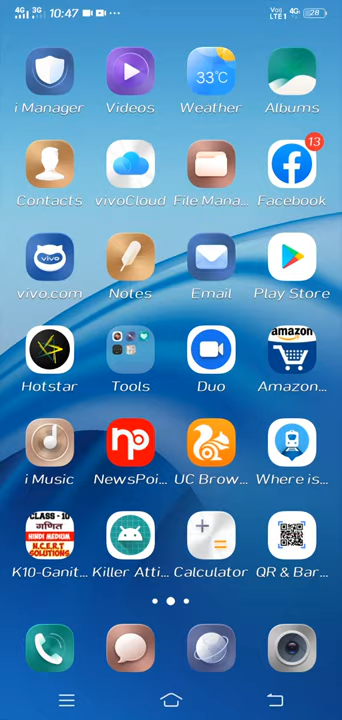 4G 3G 10:47 Vo LTE1 4G 28
i Manager Videos Weather Albums
33°C
13
Contacts vivoCloud File Mana... Facebook
vivo
vivo.com Notes Email Play Store
amazon
Hotstar Tools Duo Amazon...
np
i Music NewsPoi... UC Brow... Where is...
CLASS - 10
गणित
HINDI MEDIUM
N.C.E.R.T
SOLUTIONS
K10-Ganit... Killer Atti... Calculator QR & Bar...